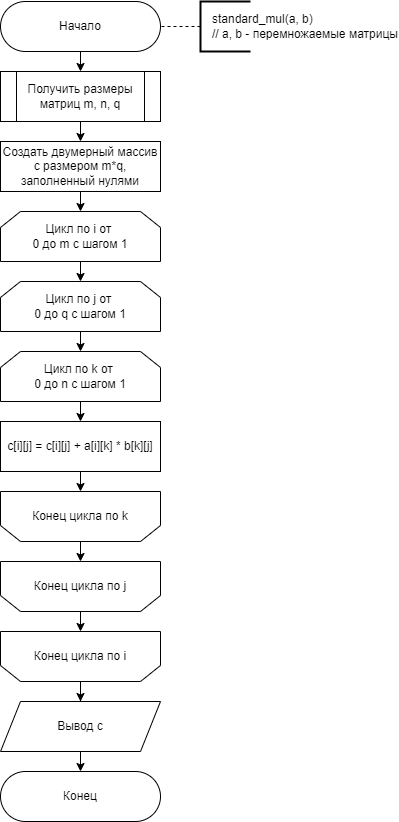 Начало
standard_mul(a, b)
// a, b - перемножаемые матрицы
Получить размеры
матриц m, n, q
Создать двумерный массив
с размером m*q,
заполненный нулями
Цикл по i от
0 до m с шагом 1
Цикл по j от
0 до q с шагом 1
Цикл по k от
0 до n с шагом 1
c[i][j] = c[i][j] + a[i][k] * b[k][j]
Конец цикла по k
Конец цикла по j
Конец цикла по i
Вывод c
Конец